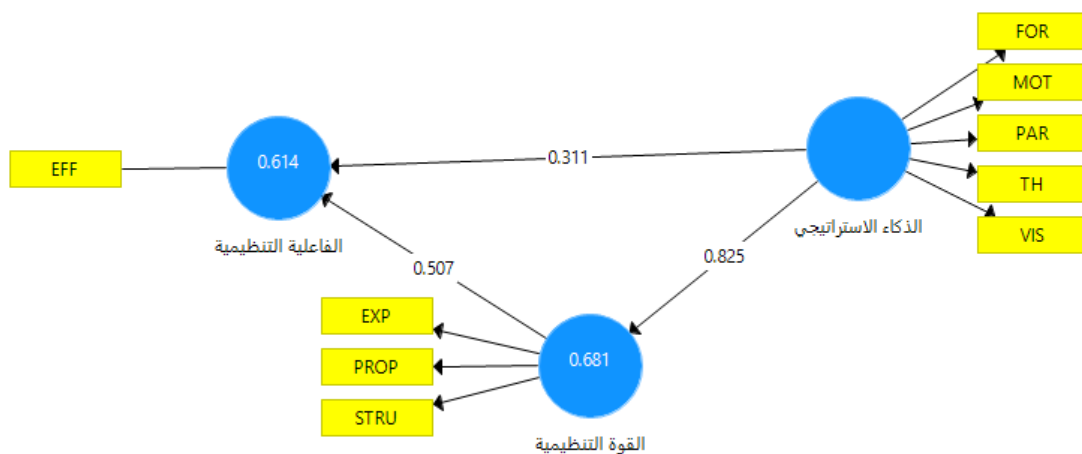 FOR
MOT
PAR
TH
VIS
الذكاء الاستراتيجي
0.614
EFF
0.311
الفاعلية التنظيمية
0.825
0.507
EXP
PROP
STRU
0.681
القوة التنظيمية